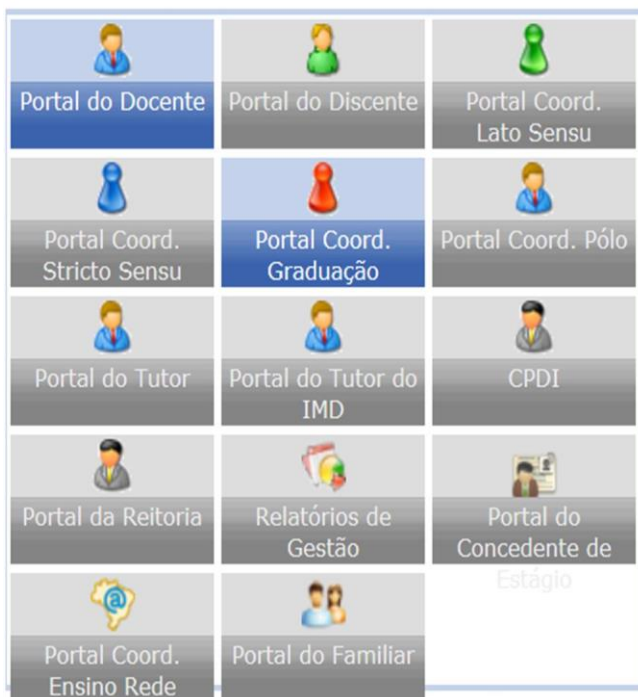 Portal do Docente
Portal do Discente
Portal Coord.
Lato Sensu
Portal Coord.
Stricto Sensu
Portal Coord.
Graduação
Portal Coord. Pólo
Portal do Tutor
Portal do Tutor do
IMD
CPDI
Portal da Reitoria
Relatórios de
Gestão
Portal do
Concedente de
Estágio
@
Portal Coord.
Ensino Rede
Portal do Familiar